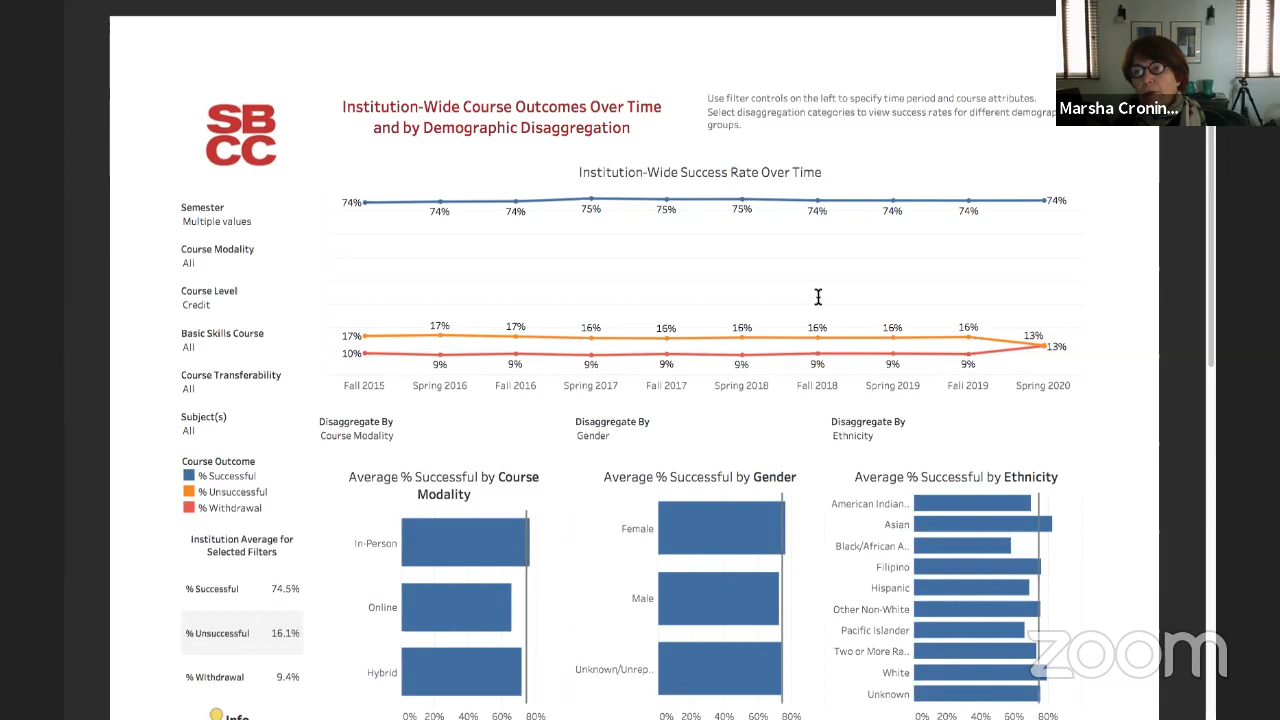 Marsha Cronin...
SB
CC
Institution-Wide Course Outcomes Over Time
and by Demographic Disaggregation
Use filter controls on the left to specify time period and course attributes.
Select disaggregation categories to view success rates for different demograp
groups.
Institution-Wide Success Rate Over Time
74% 74% 74% 75% 75% 75% 74% 74% 74% 74%
17% 17% 17% 16% 16% 16% 16% 16% 16% 13%
10% 9% 9% 9% 9% 9% 9% 9% 9% 13%
Fall 2015 Spring 2016 Fall 2016 Spring 2017 Fall 2017 Spring 2018 Fall 2018 Spring 2019 Fall 2019 Spring 2020
Semester
Multiple values
Course Modality
All
Course Level
Credit
Basic Skills Course
All
Course Transferability
All
Subject(s)
All
Course Outcome
% Successful
% Unsuccessful
% Withdrawal
Institution Average for
Selected Filters
% Successful 74.5%
% Unsuccessful 16.1%
% Withdrawal 9.4%
Info
Disaggregate By
Course Modality
Average % Successful by Course
Modality
In-Person
Online
Hybrid
0% 20% 40% 60% 80%
Disaggregate By
Gender
Average % Successful by Gender
Female
Male
Unknown/Unrep..
0% 20% 40% 60% 80%
Disaggregate By
Ethnicity
Average % Successful by Ethnicity
American Indian..
Asian
Black/African A..
Filipino
Hispanic
Other Non-White
Pacific Islander
Two or More Ra..
White
Unknown
0% 20% 40% 60% 80%
zoom